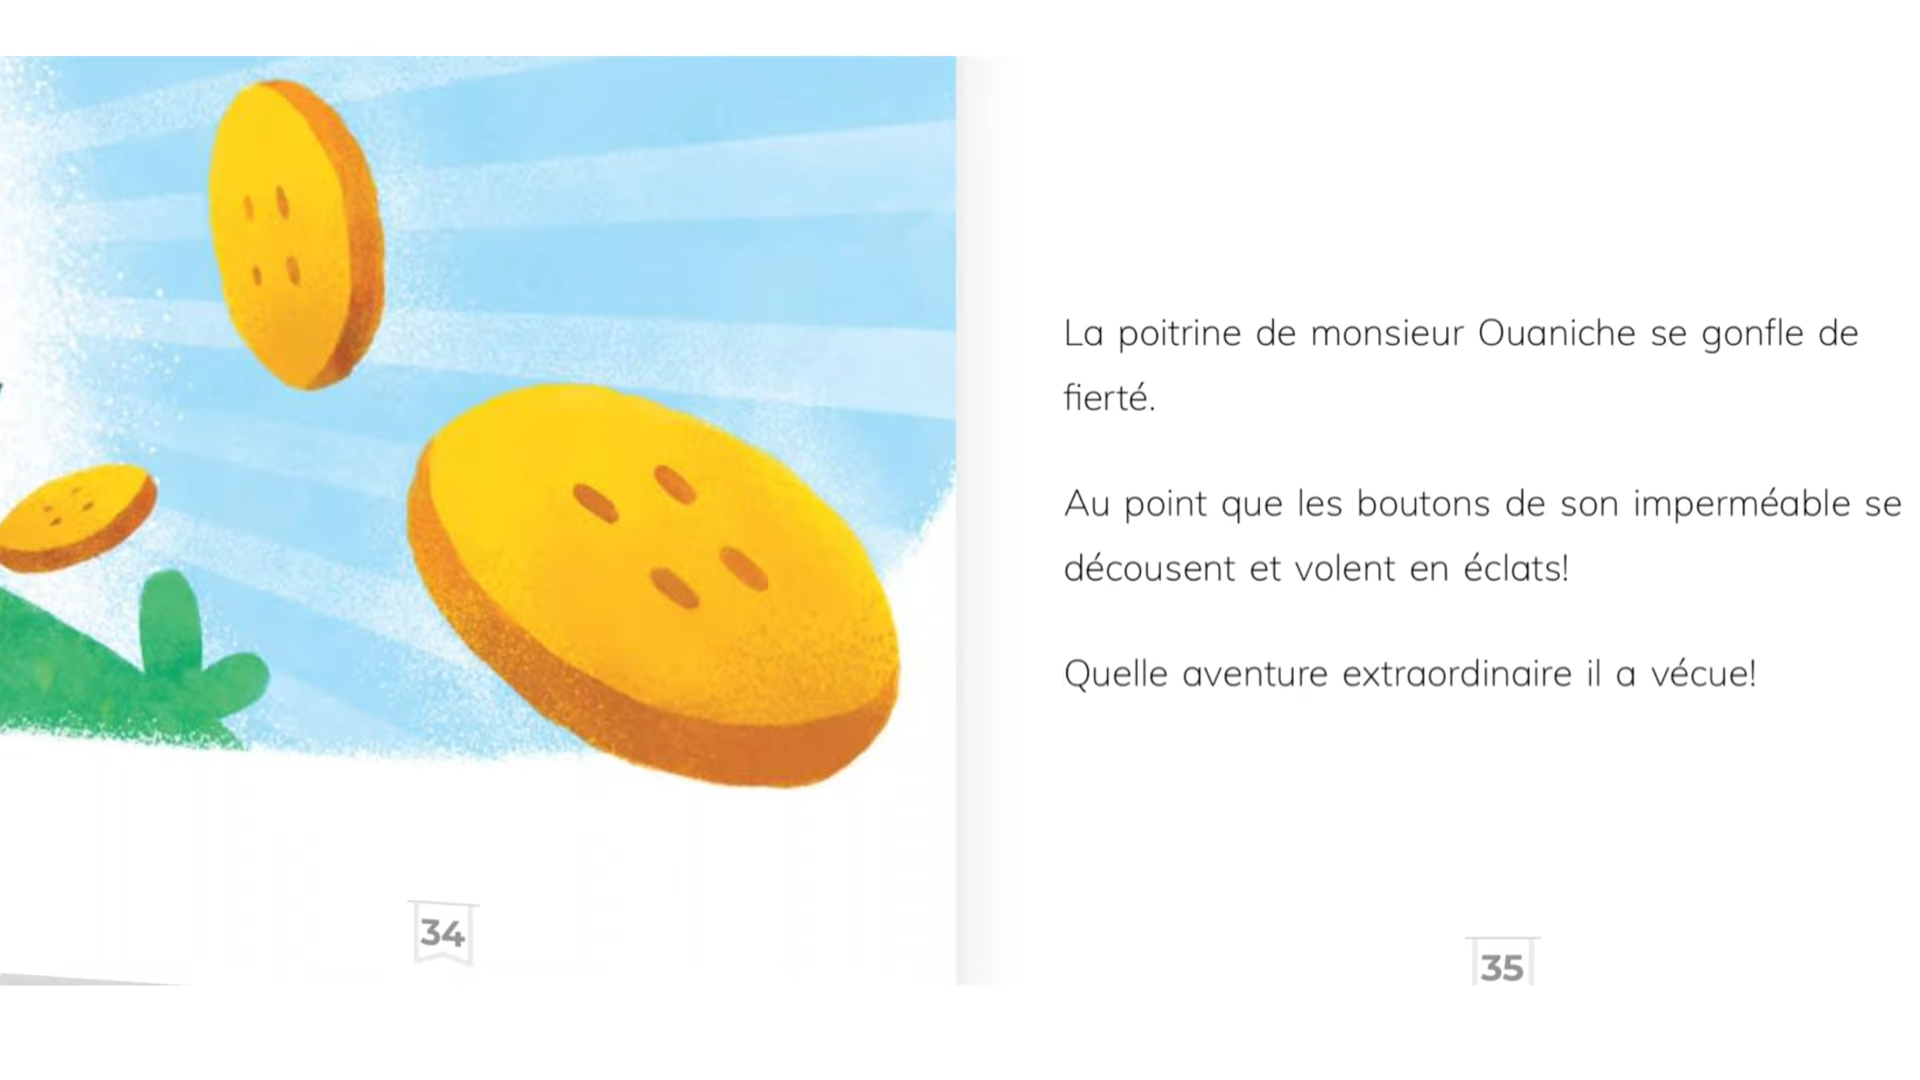 La poitrine de monsieur Ouaniche se gonfle de
fierté.
Au point que les boutons de son imperméable se
décousent et volent en éclats!
Quelle aventure extraordinaire il a vécue!
34
35